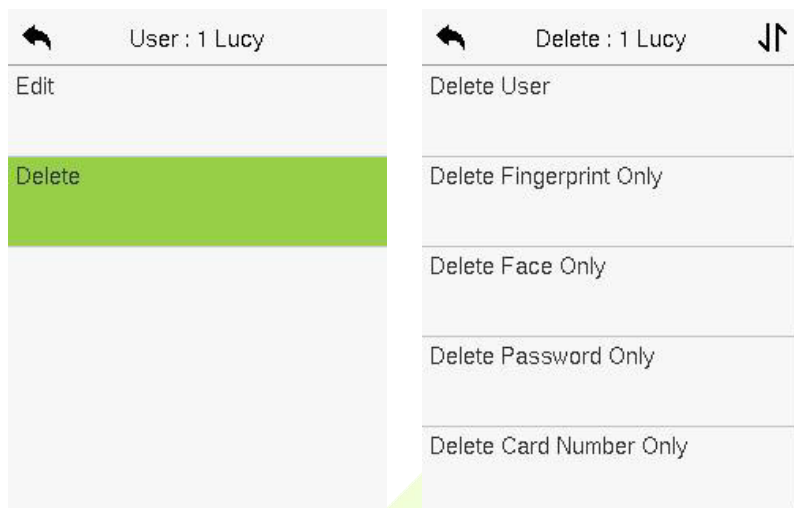 User : 1 Lucy
Edit
Delete
Delete : 1 Lucy
Delete User
Delete Fingerprint Only
Delete Face Only
Delete Password Only
Delete Card Number Only